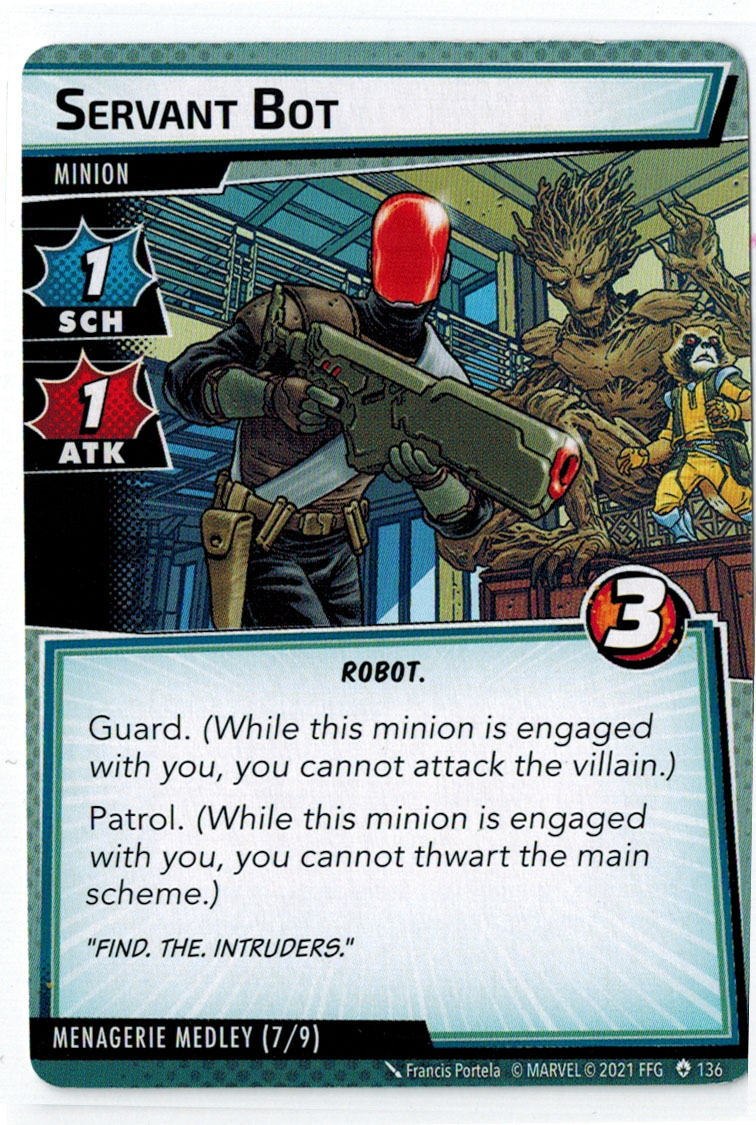 SERVANT BOT
MINION
1
SCH
1
ATK
3
ROBOT.
Guard. (While this minion is engaged
with you, you cannot attack the villain.)
Patrol. (While this minion is engaged
with you, you cannot thwart the main
scheme.)
"FIND. THE. INTRUDERS."
MENAGERIE MEDLEY (7/9)
Francis Portela © MARVEL © 2021 FFG 136